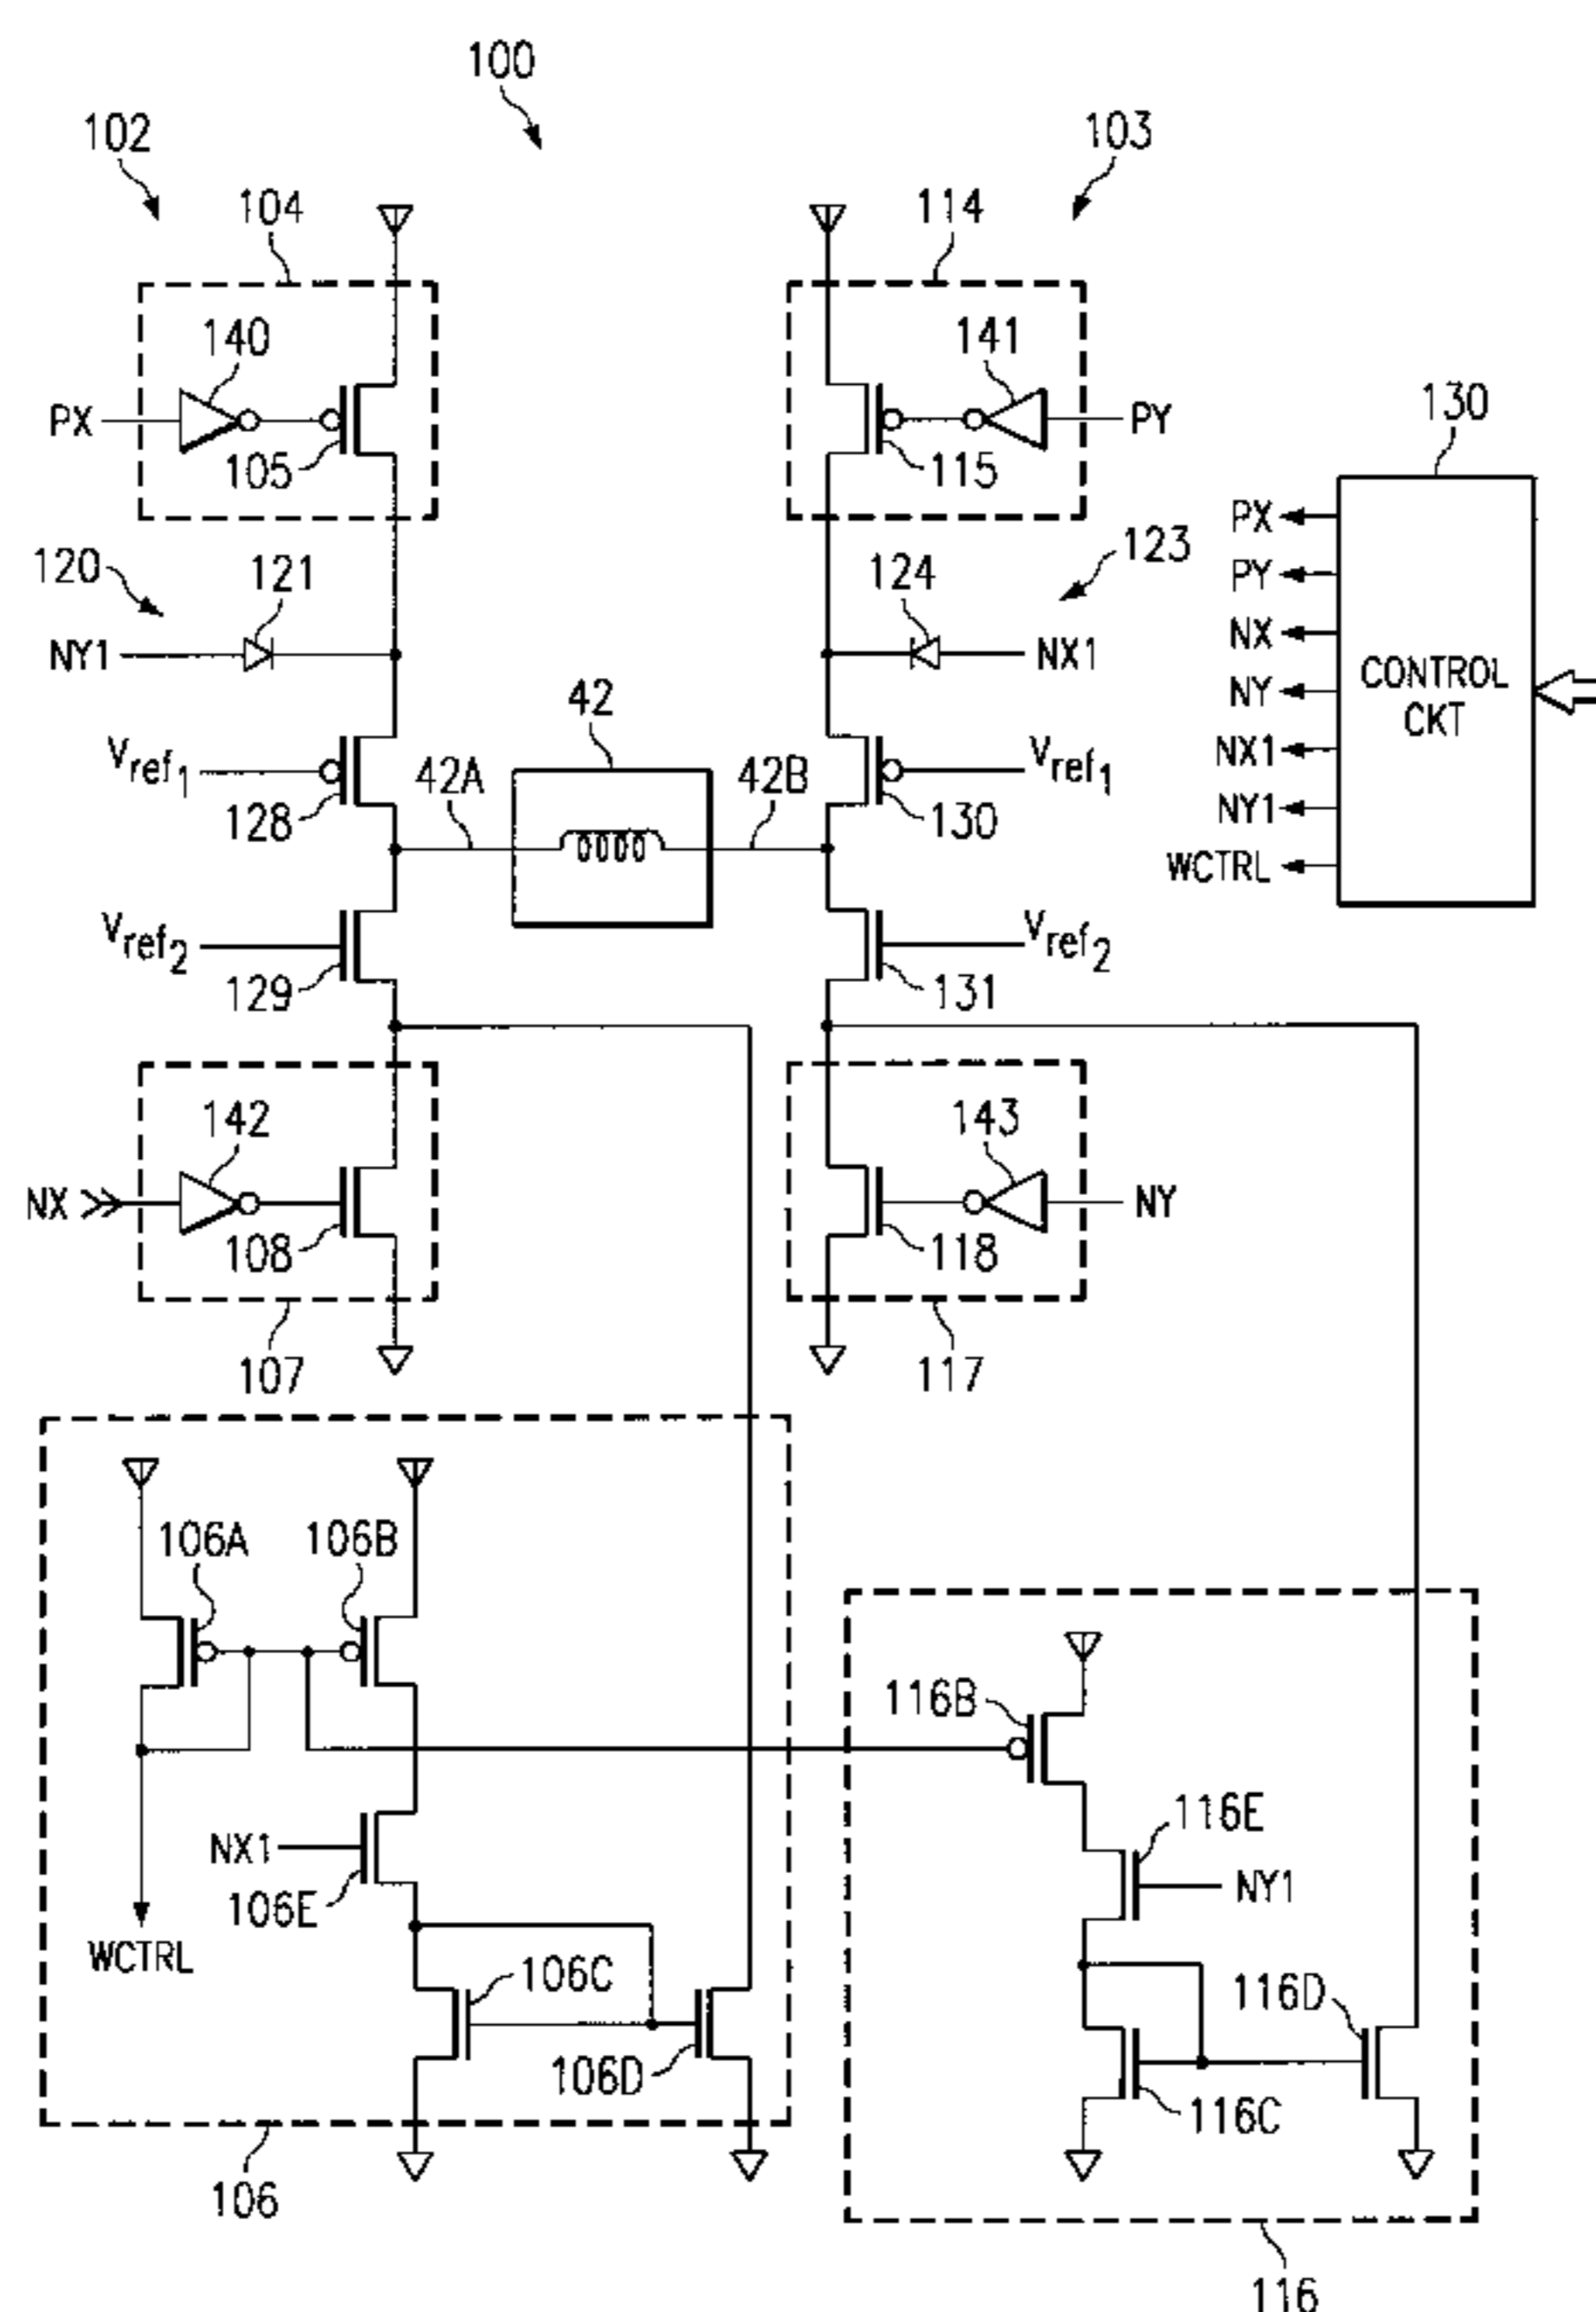 100
102
103
104
114
140
141
PX
PY
105
115
130
PX
PY
NX
NY
NX1
NY1
WCTRL
CONTROL
CKT
120
121
124
123
NY1
NX1
42
Vref1
42A
42B
Vref1
128
130
Vref2
Vref2
129
131
142
143
NX
NY
108
118
107
117
106A
106B
116B
116E
NX1
NY1
106E
WCTRL
106C
116D
106D
116C
106
116